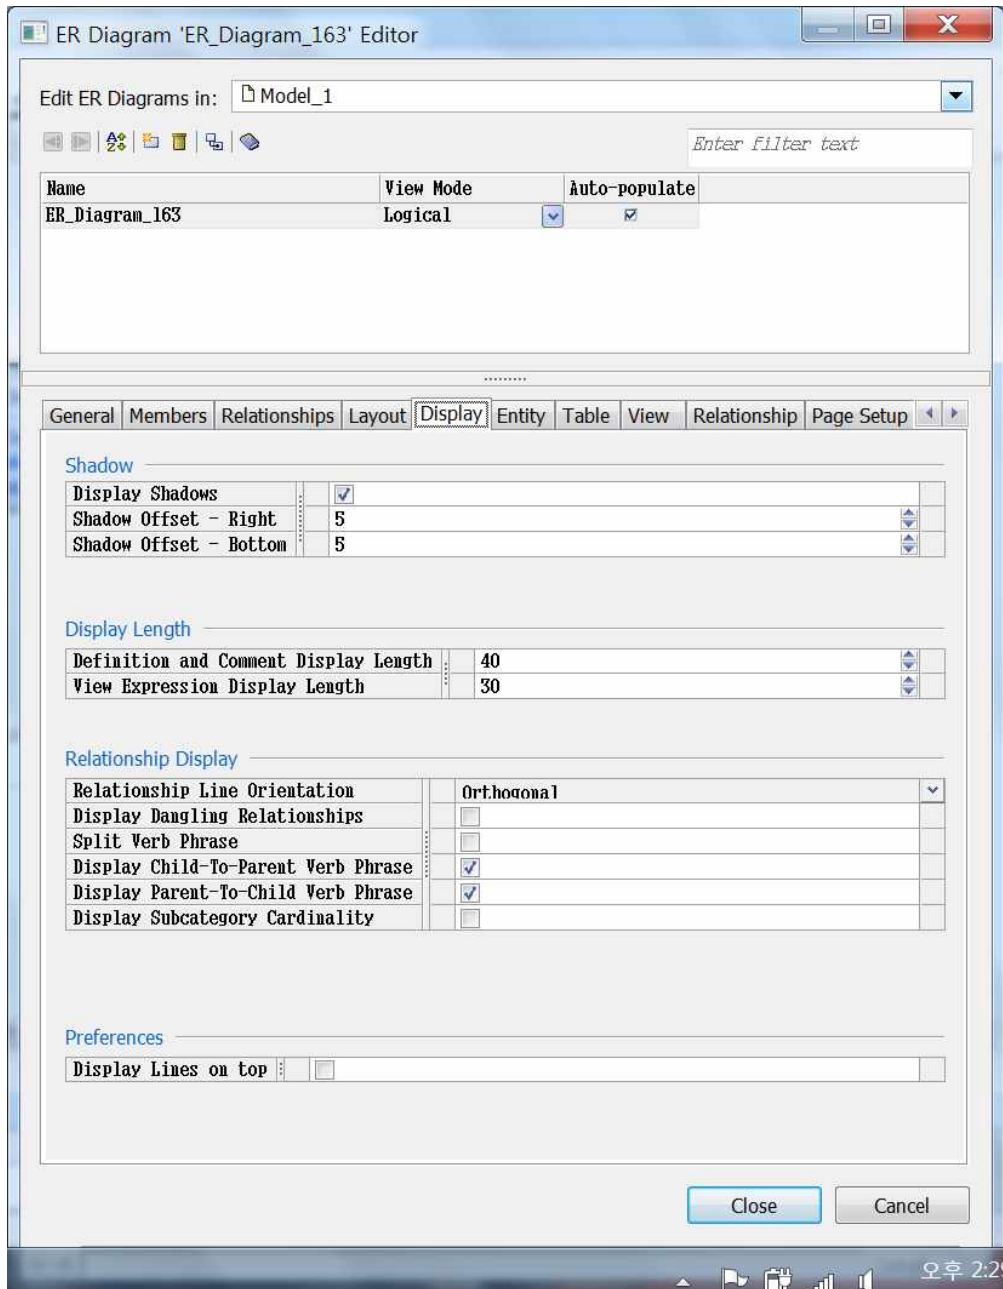 ER Diagram 'ER_Diagram_163' Editor
Edit ER Diagrams in: Model_1
Enter filter text
Name View Mode Auto-populate
ER_Diagram_163 Logical
General Members Relationships Layout Display Entity Table View Relationship Page Setup
Shadow
Display Shadows
Shadow Offset - Right 5
Shadow Offset - Bottom 5
Display Length
Definition and Comment Display Length 40
View Expression Display Length 30
Relationship Display
Relationship Line Orientation Orthogonal
Display Dangling Relationships
Split Verb Phrase
Display Child-To-Parent Verb Phrase
Display Parent-To-Child Verb Phrase
Display Subcategory Cardinality
Preferences
Display Lines on top
Close Cancel
오후 2:29